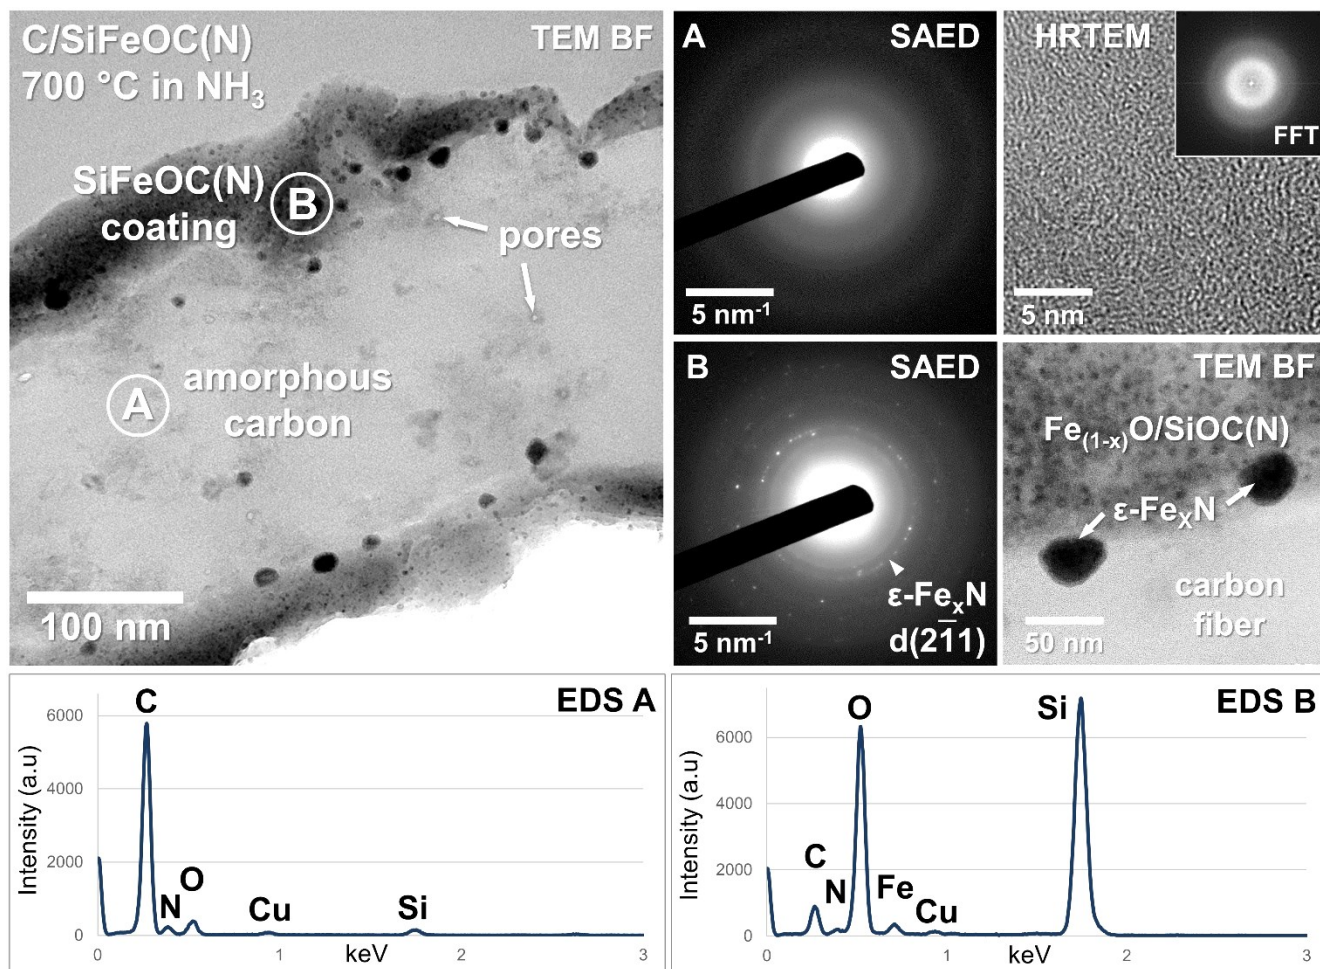 C/SiFeOC(N)
700 °C in NH₃
TEM BF
SiFeOC(N)
coating
B
pores
A
amorphous
carbon
100 nm
A
SAED
5 nm⁻¹
HRTEM
FFT
5 nm
B
SAED
ε-FeₓN
d(21̅1)
5 nm⁻¹
TEM BF
Fe₍₁₋ₓ₎O/SiOC(N)
ε-FeₓN
carbon
fiber
50 nm
EDS A
Intensity (a.u)
6000
4000
2000
0
C
N
O
Cu
Si
0
1
2
3
keV
EDS B
Intensity (a.u)
6000
4000
2000
0
C
N
O
Fe
Cu
Si
0
1
2
3
keV